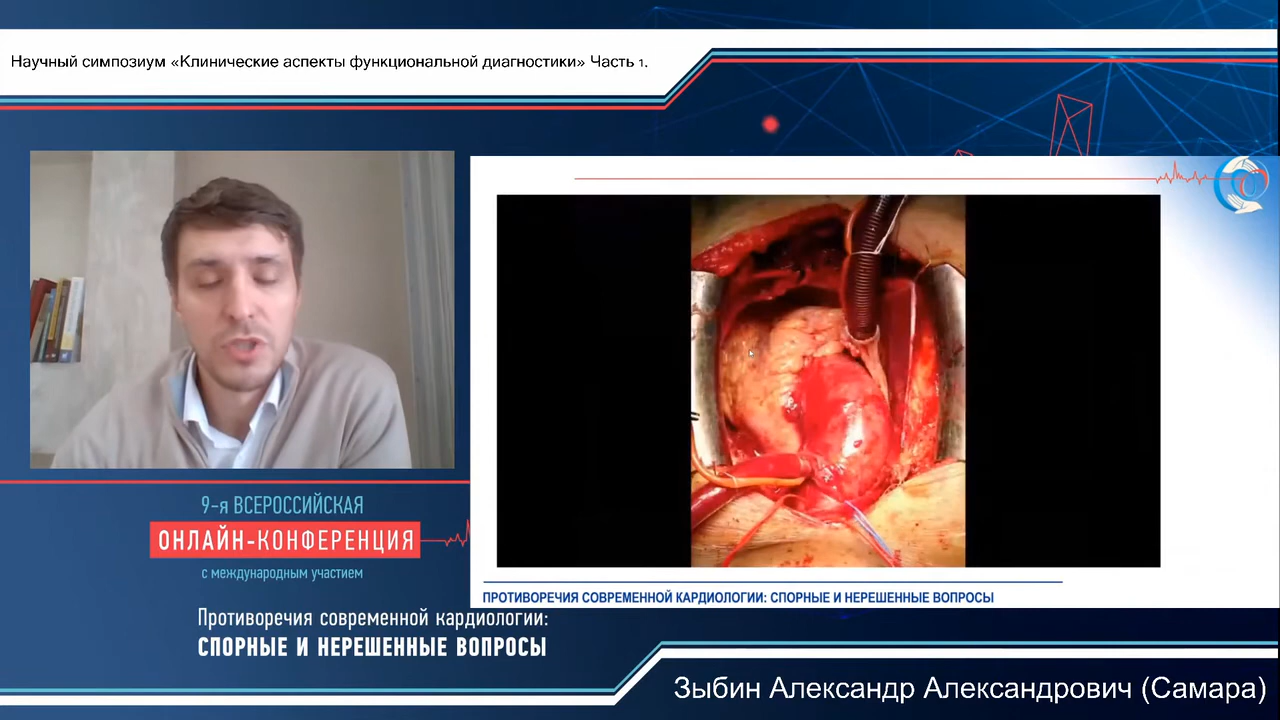 Научный симпозиум «Клинические аспекты функциональной диагностики» Часть 1.
9-я ВСЕРОССИЙСКАЯ
ОНЛАЙН-КОНФЕРЕНЦИЯ
с международным участием
Противоречия современной кардиологии:
СПОРНЫЕ И НЕРЕШЕННЫЕ ВОПРОСЫ
ПРОТИВОРЕЧИЯ СОВРЕМЕННОЙ КАРДИОЛОГИИ: СПОРНЫЕ И НЕРЕШЕННЫЕ ВОПРОСЫ
Зыбин Александр Александрович (Самара)